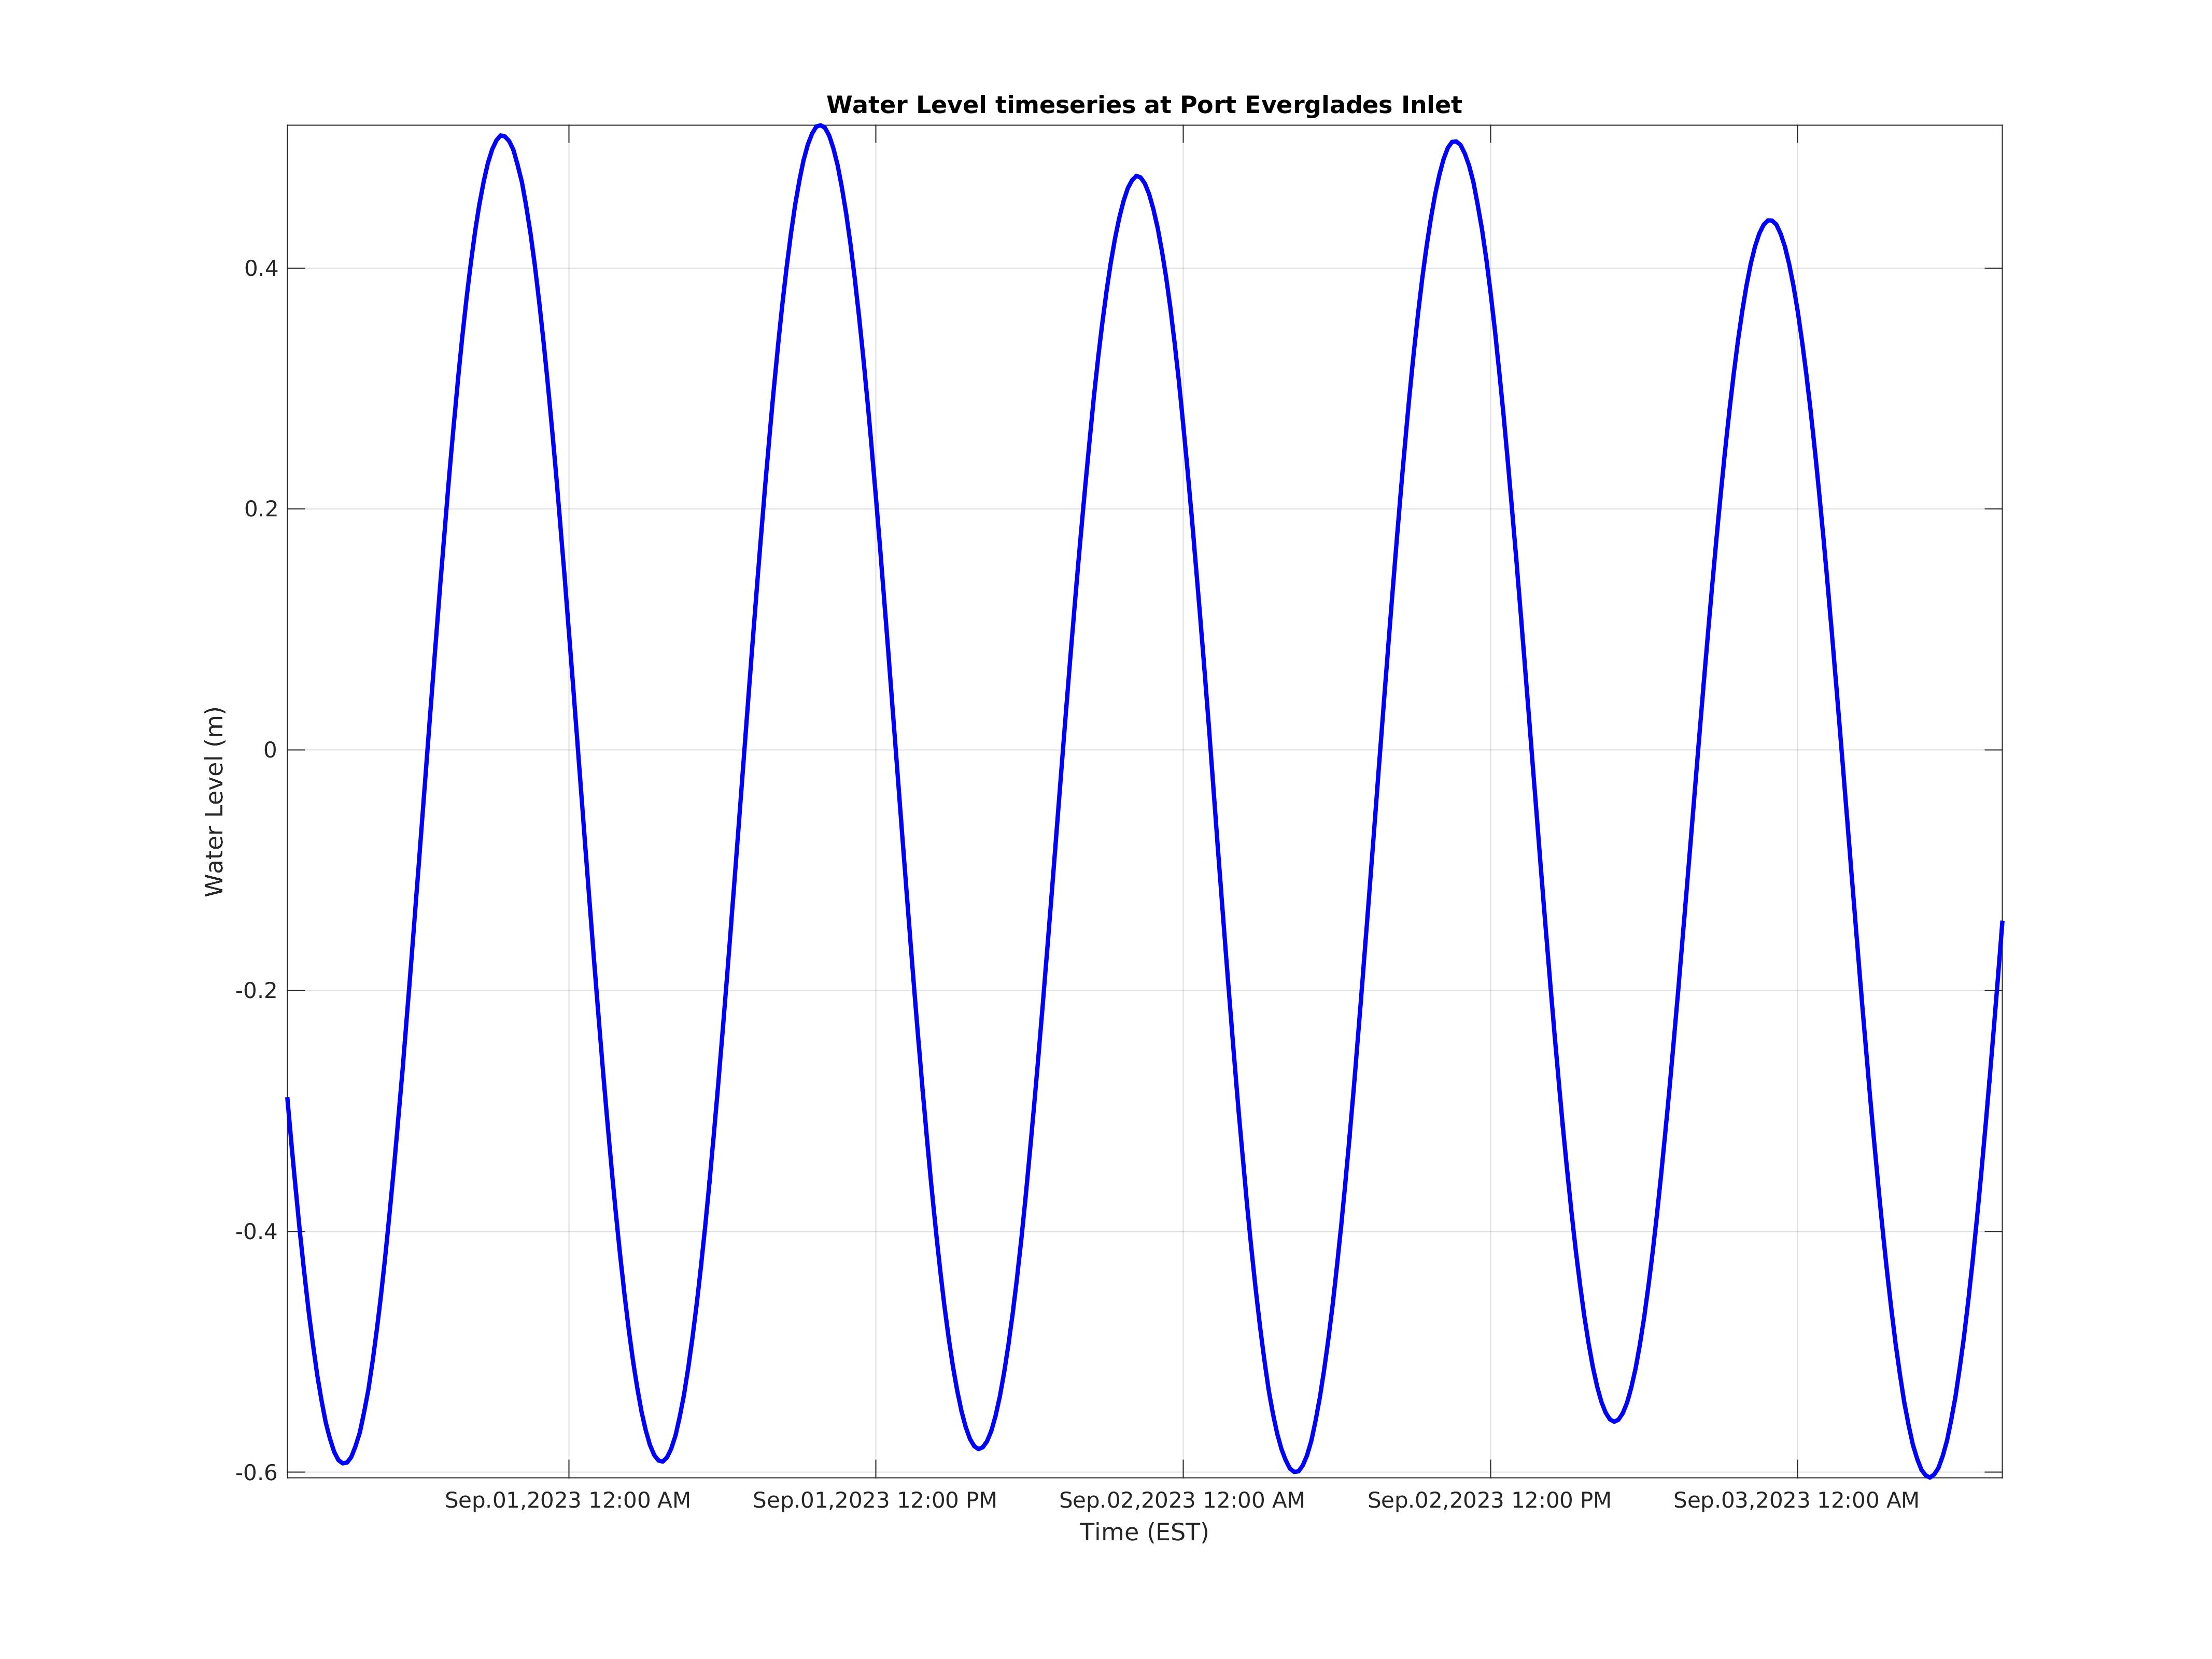 Water Level timeseries at Port Everglades Inlet
0.4
0.2
0
-0.2
-0.4
-0.6
Water Level (m)
Sep.01,2023 12:00 AM
Sep.01,2023 12:00 PM
Sep.02,2023 12:00 AM
Sep.02,2023 12:00 PM
Sep.03,2023 12:00 AM
Time (EST)